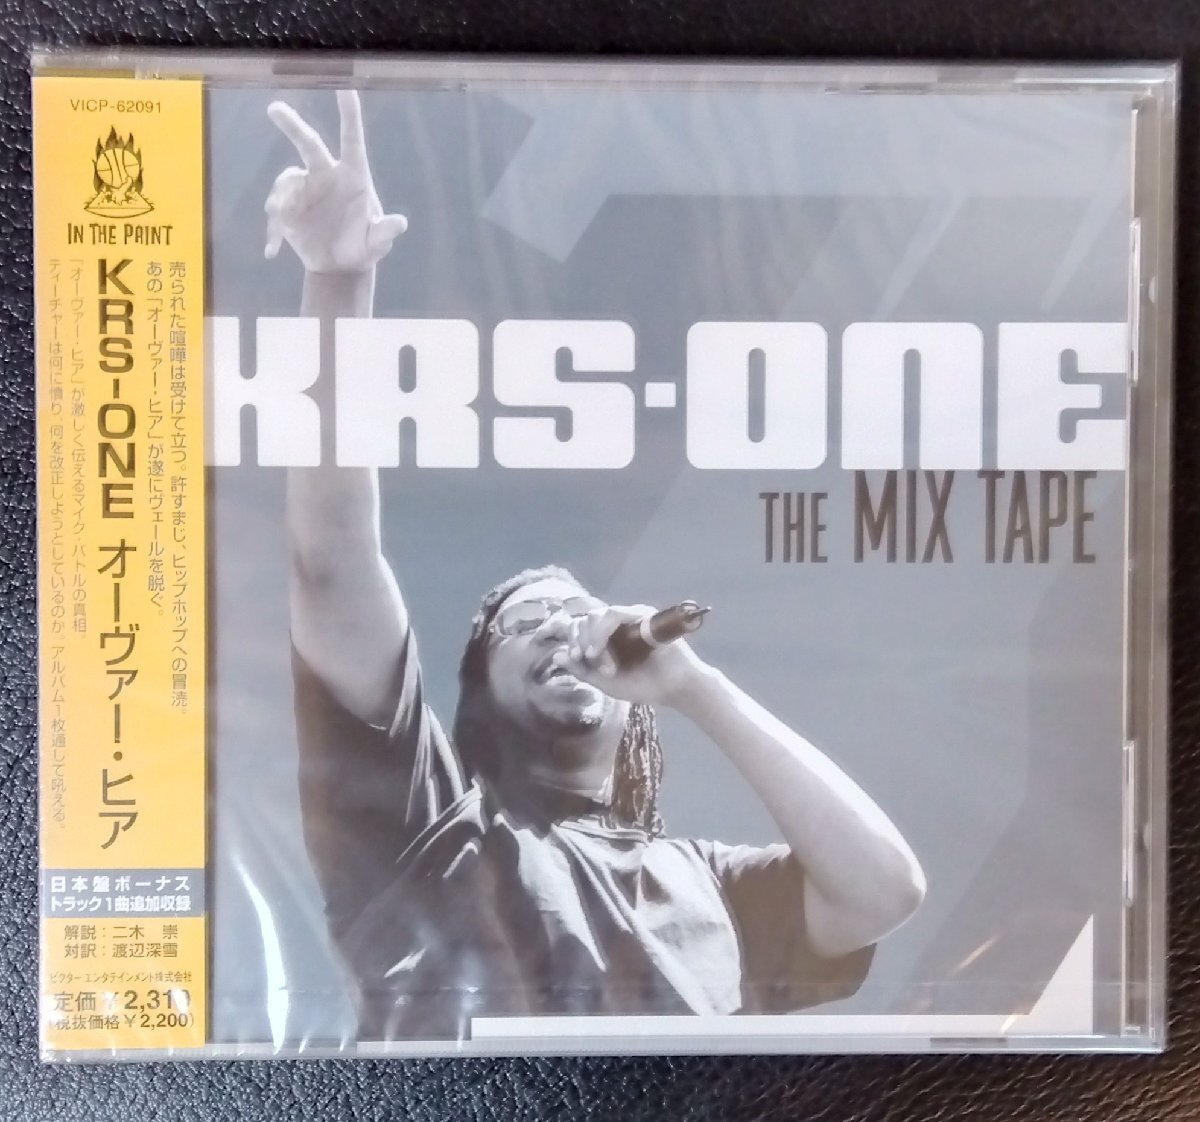 VICP-62091
IN THE PAINT
売られた喧嘩は受けて立つ。許すまじ、ヒップホップへの冒涜。
あの「オーヴァー・ヒア」が遂にヴェールを脱ぐ。
KRS-ONE オーヴァー・ヒア
「オーヴァー・ヒア」が激しく伝えるマイク・バトルの真相。
ティーチャーは何に憤り、何を改正しようとしているのか。アルバム1枚通して吼える。
日本盤ボーナス
トラック1曲追加収録
解説：二木 崇
対訳：渡辺深雪
ビクターエンタテインメント株式会社
定価￥2,310
(税抜価格￥2,200)
KRS-ONE
THE MIX TAPE